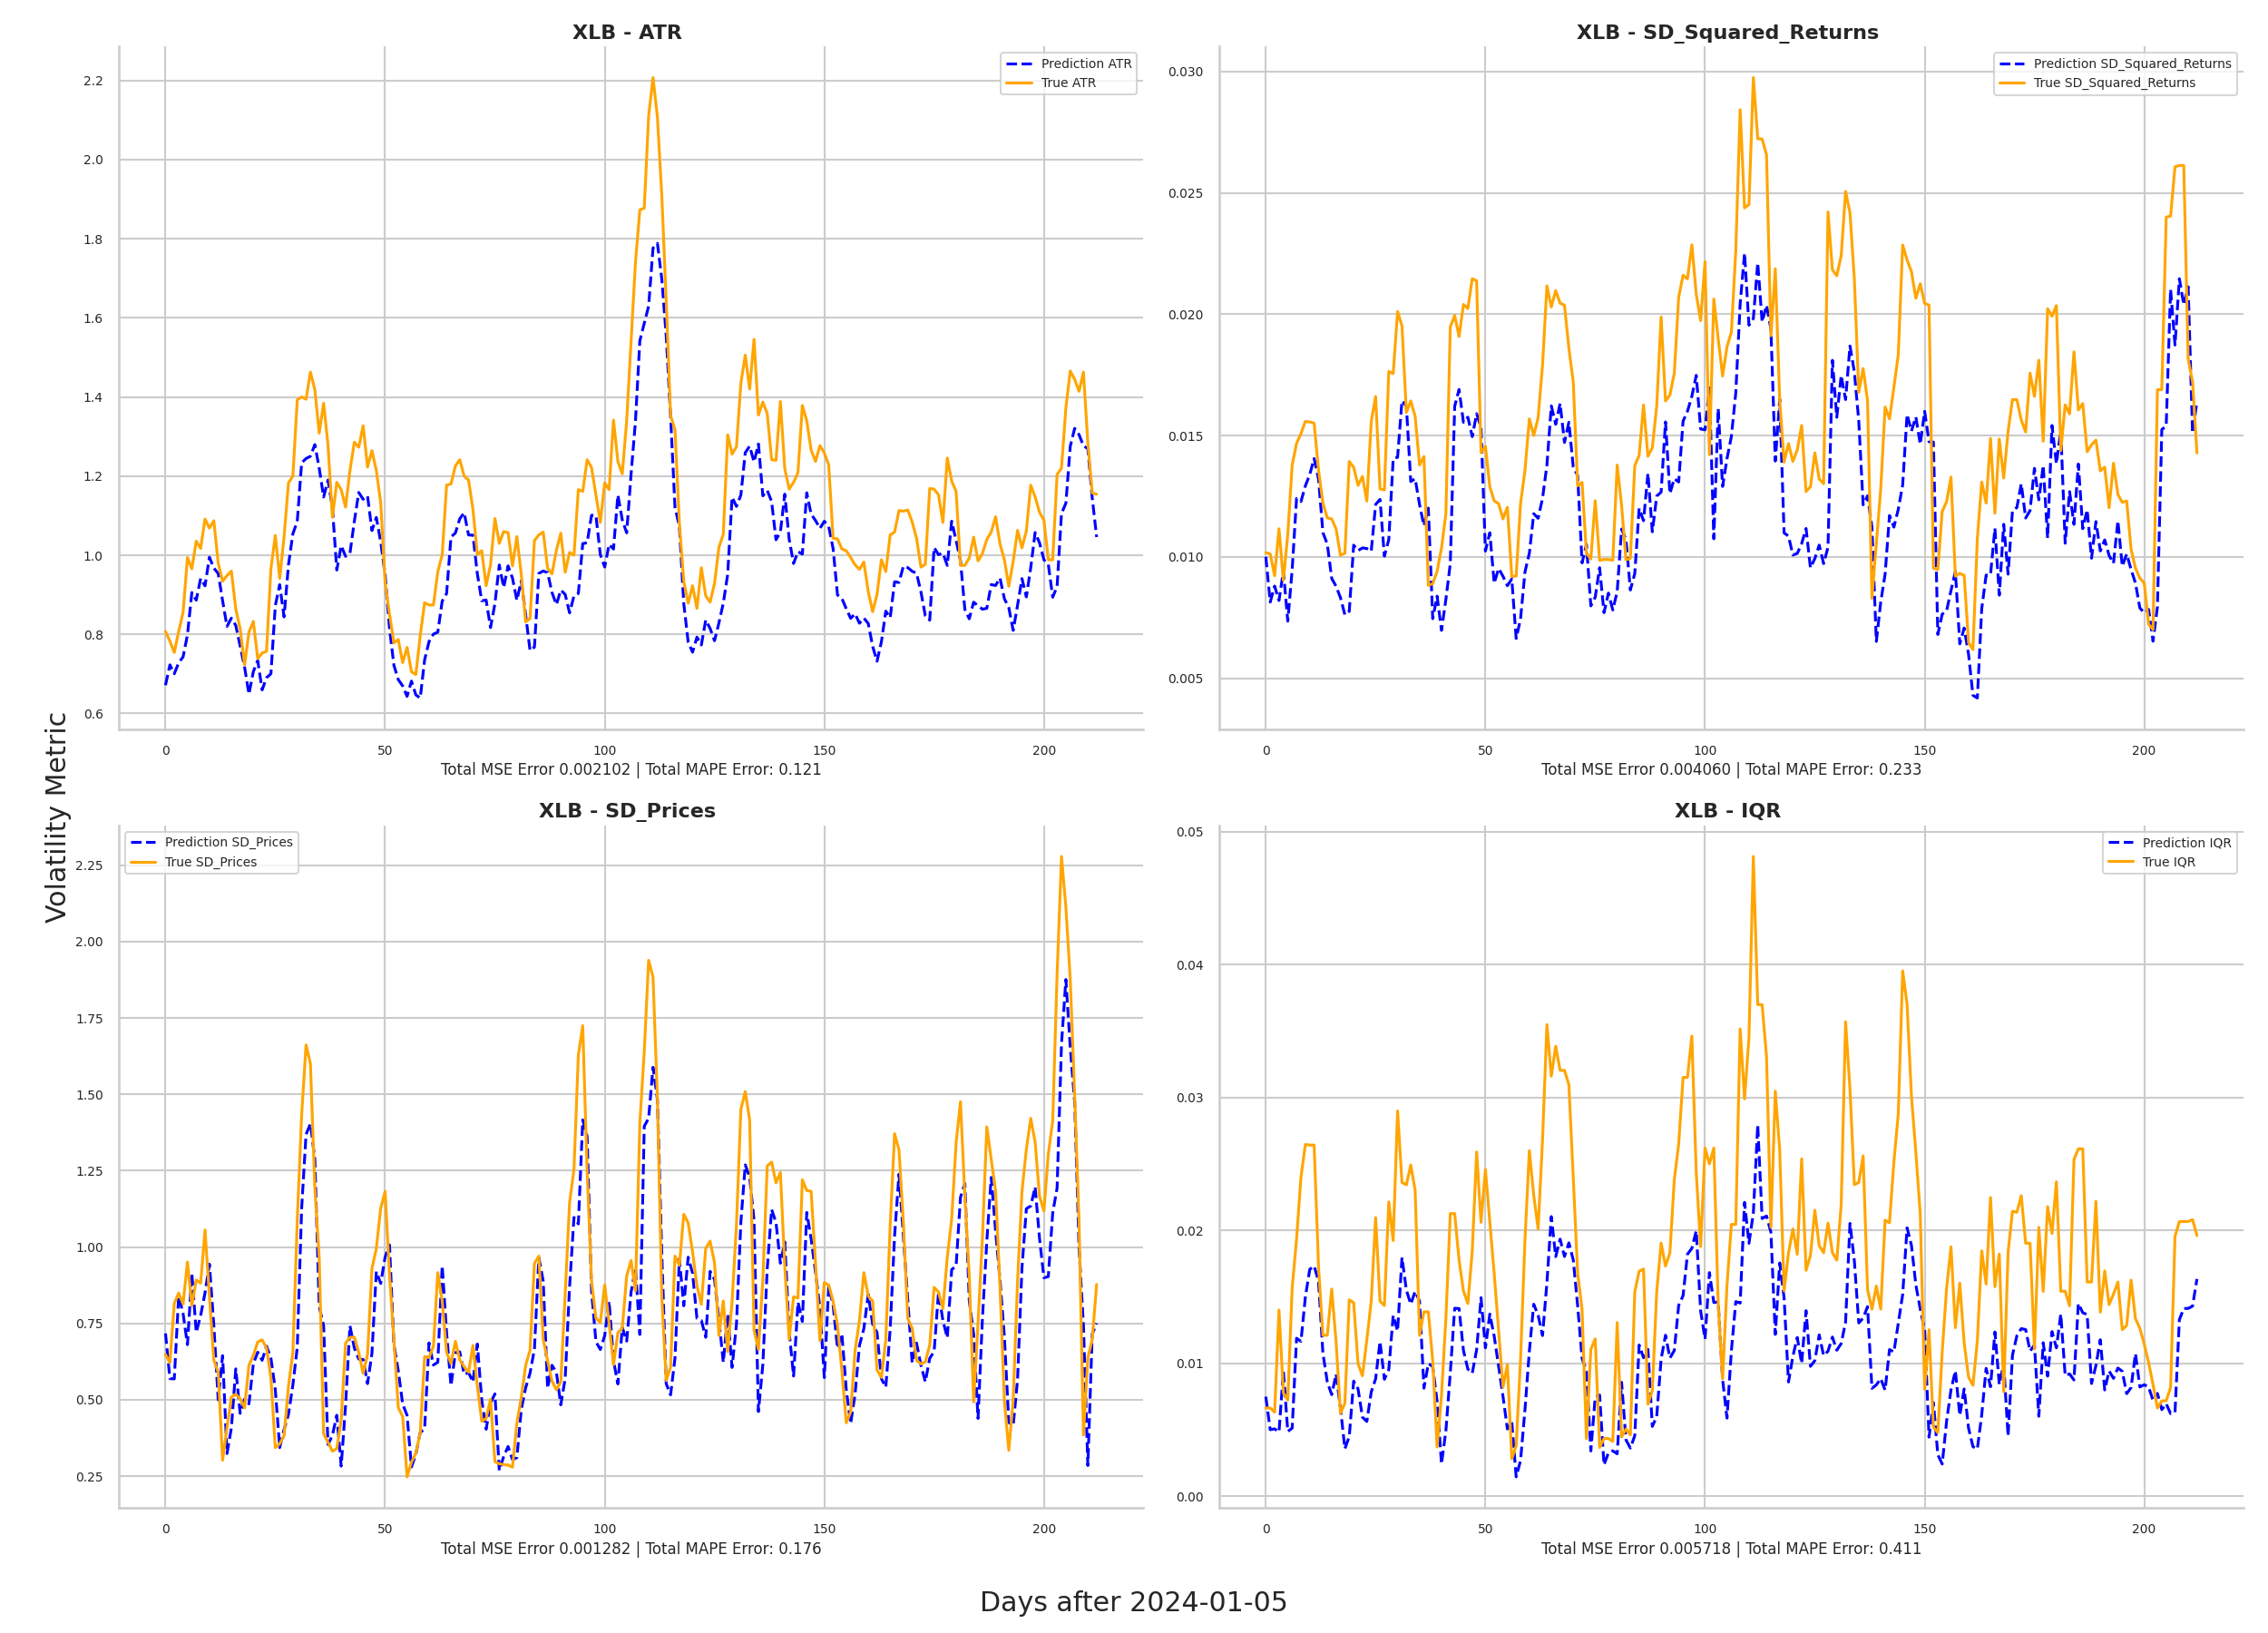 XLB - ATR
Prediction ATR
True ATR
2.2
2.0
1.8
1.6
1.4
1.2
1.0
0.8
0.6
0
50
100
150
200
Total MSE Error 0.002102 | Total MAPE Error: 0.121
XLB - SD_Squared_Returns
Prediction SD_Squared_Returns
True SD_Squared_Returns
0.030
0.025
0.020
0.015
0.010
0.005
0
50
100
150
200
Total MSE Error 0.004060 | Total MAPE Error: 0.233
Volatility Metric
XLB - SD_Prices
Prediction SD_Prices
True SD_Prices
2.25
2.00
1.75
1.50
1.25
1.00
0.75
0.50
0.25
0
50
100
150
200
Total MSE Error 0.001282 | Total MAPE Error: 0.176
XLB - IQR
Prediction IQR
True IQR
0.05
0.04
0.03
0.02
0.01
0.00
0
50
100
150
200
Total MSE Error 0.005718 | Total MAPE Error: 0.411
Days after 2024-01-05